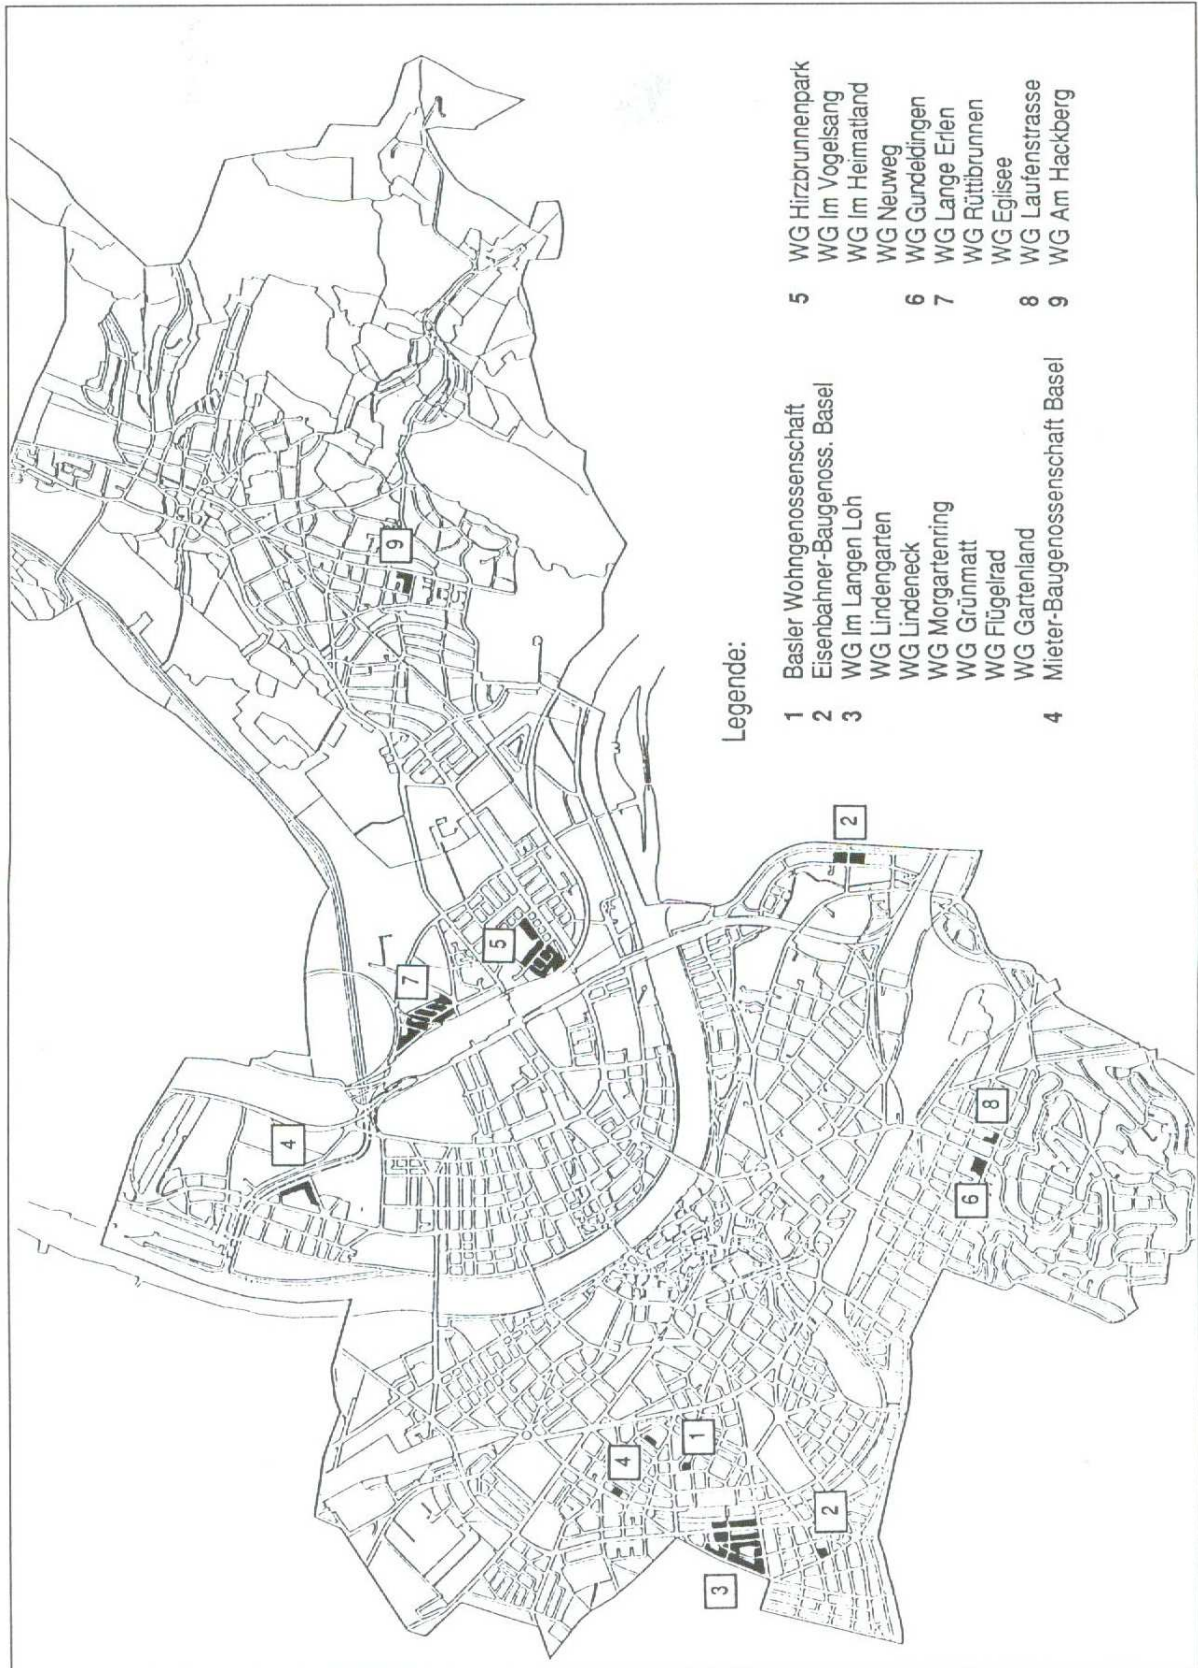 Legende:
1 Basler Wohngenossenschaft
2 Eisenbahner-Baugenoss. Basel
3 WG Im Langen Loh
WG Lindengarten
WG Lindeneck
WG Morgartenring
WG Grünmatt
WG Flügelrad
WG Gartenland
4 Mieter-Baugenossenschaft Basel
5 WG Hirzbrunnenpark
WG Im Vogelsang
WG Im Heimatland
WG Neuweg
6 WG Gundeldingen
7 WG Lange Erlen
WG Rüttibrunnen
WG Eglisee
8 WG Laufenstrasse
9 WG Am Hackberg
9
5
7
4
2
8
6
1
4
2
3